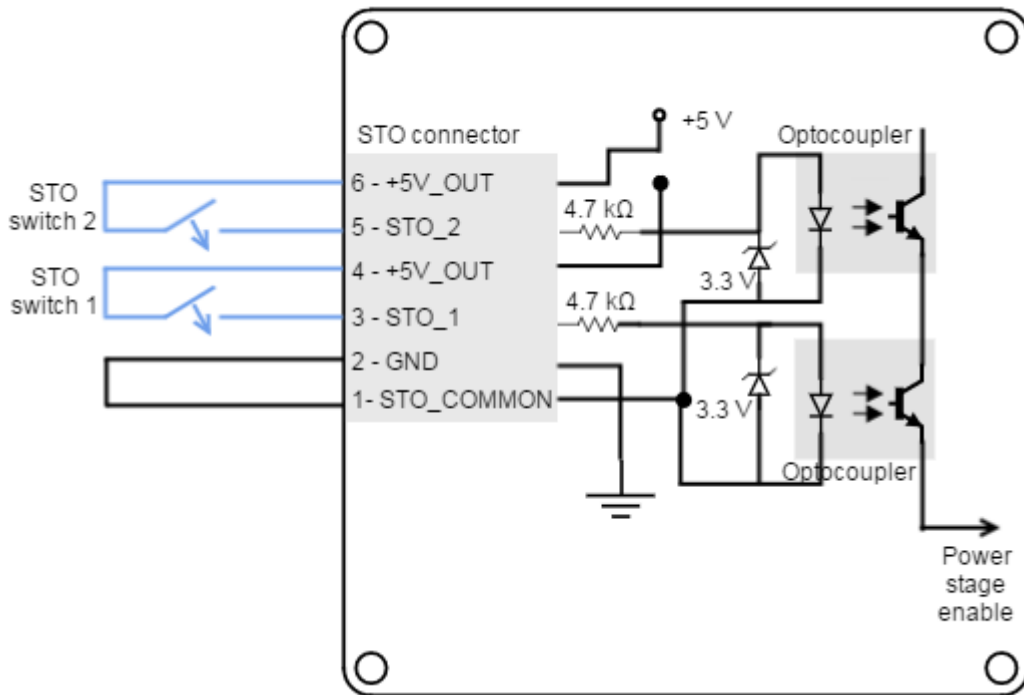 STO connector
+5 V
Optocoupler
STO
switch 2
6 - +5V_OUT
4.7 kΩ
5 - STO_2
STO
switch 1
4 - +5V_OUT
3.3 V
4.7 kΩ
3 - STO_1
2 - GND
1- STO_COMMON
3.3 V
Optocoupler
Power
stage
enable